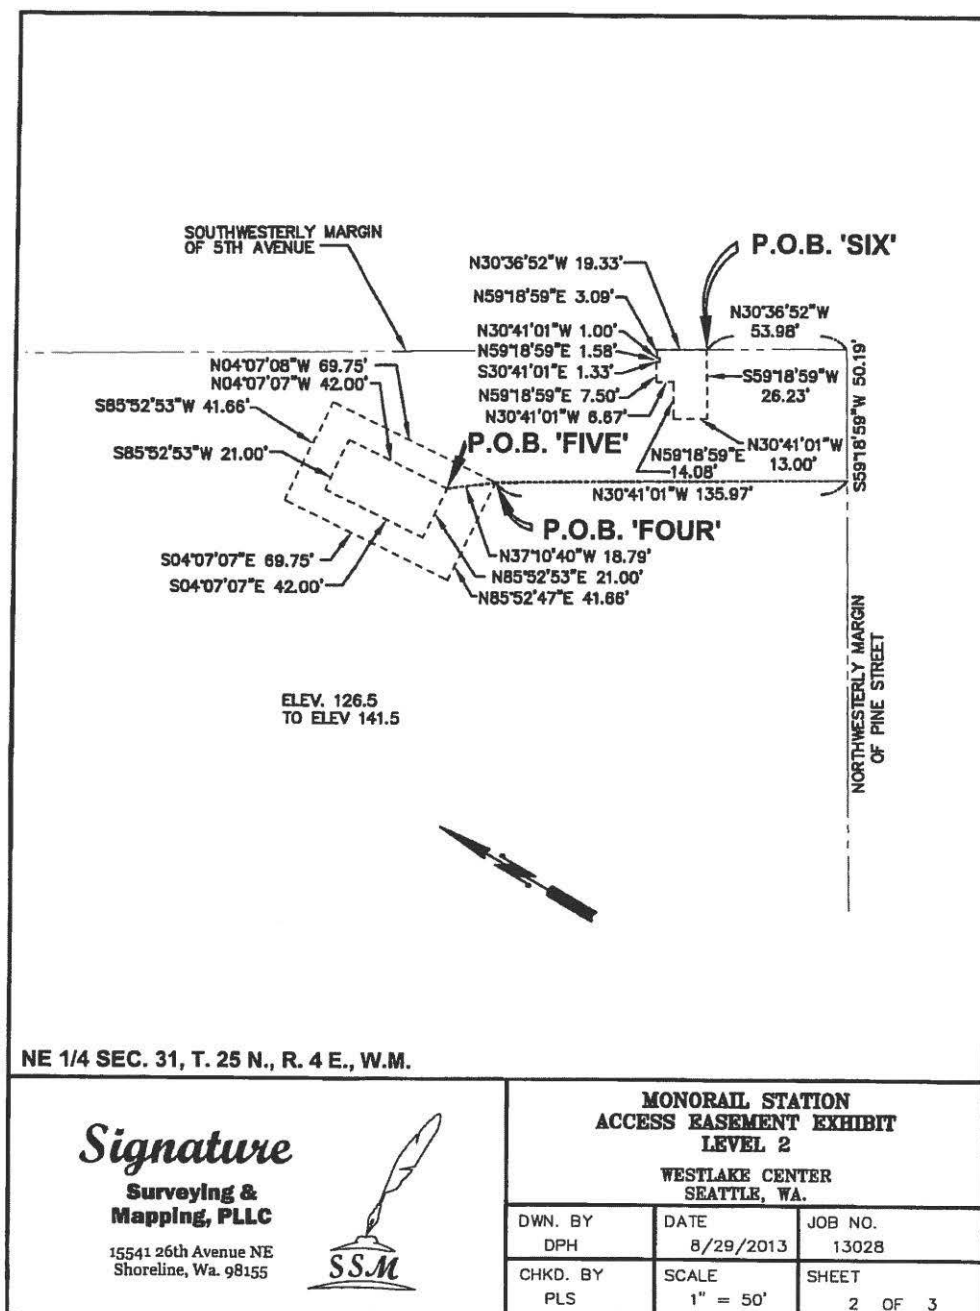 SOUTHWESTERLY MARGIN
OF 5TH AVENUE
P.O.B. 'SIX'
N30°36'52"W 19.33'
N59°18'59"E 3.09'
N30°36'52"W
53.98'
N30°41'01"W 1.00'
N59°18'59"E 1.58'
S30°41'01"E 1.33'
N59°18'59"E 7.50'
N30°41'01"W 6.67'
S59°18'59"W
26.23'
S59°18'59"W 50.19'
N04°07'08"W 69.75'
N04°07'07"W 42.00'
S85°52'53"W 41.66'
S85°52'53"W 21.00'
P.O.B. 'FIVE'
N59°18'59"E
14.08'
N30°41'01"W
13.00'
N30°41'01"W 135.97'
P.O.B. 'FOUR'
S04°07'07"E 69.75'
S04°07'07"E 42.00'
N37°10'40"W 18.79'
N85°52'53"E 21.00'
N85°52'47"E 41.66'
NORTHWESTERLY MARGIN
OF PINE STREET
ELEV. 126.5
TO ELEV 141.5
NE 1/4 SEC. 31, T. 25 N., R. 4 E., W.M.
Signature
Surveying &
Mapping, PLLC
15541 26th Avenue NE
Shoreline, Wa. 98155
SSM
MONORAIL STATION
ACCESS EASEMENT EXHIBIT
LEVEL 2
WESTLAKE CENTER
SEATTLE, WA.
DWN. BY
DPH
DATE
8/29/2013
JOB NO.
13028
CHKD. BY
PLS
SCALE
1" = 50'
SHEET
2 OF 3